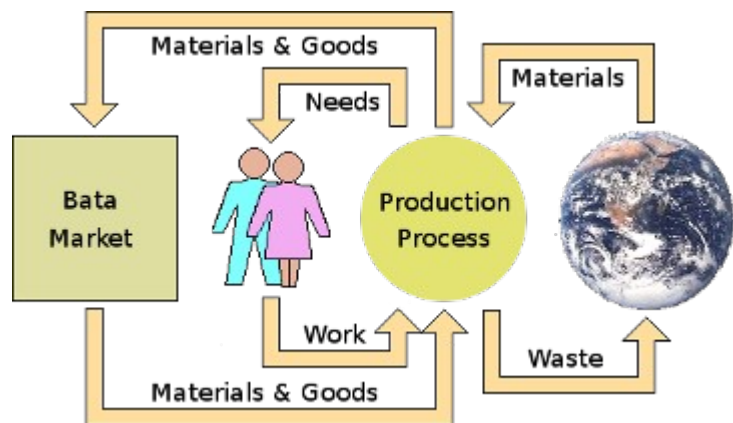 Materials & Goods
Needs
Materials
Bata
Market
Production
Process
Work
Waste
Materials & Goods